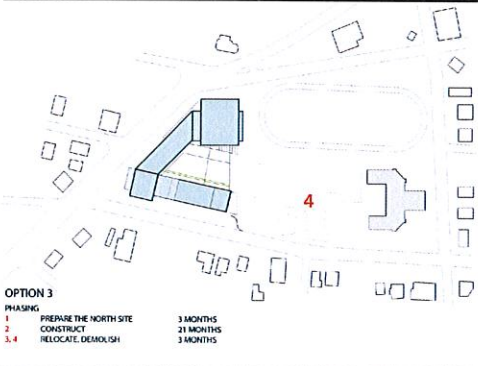 4
OPTION 3
PHASING
1 PREPARE THE NORTH SITE 3 MONTHS
2 CONSTRUCT 21 MONTHS
3, 4 RELOCATE, DEMOLISH 3 MONTHS